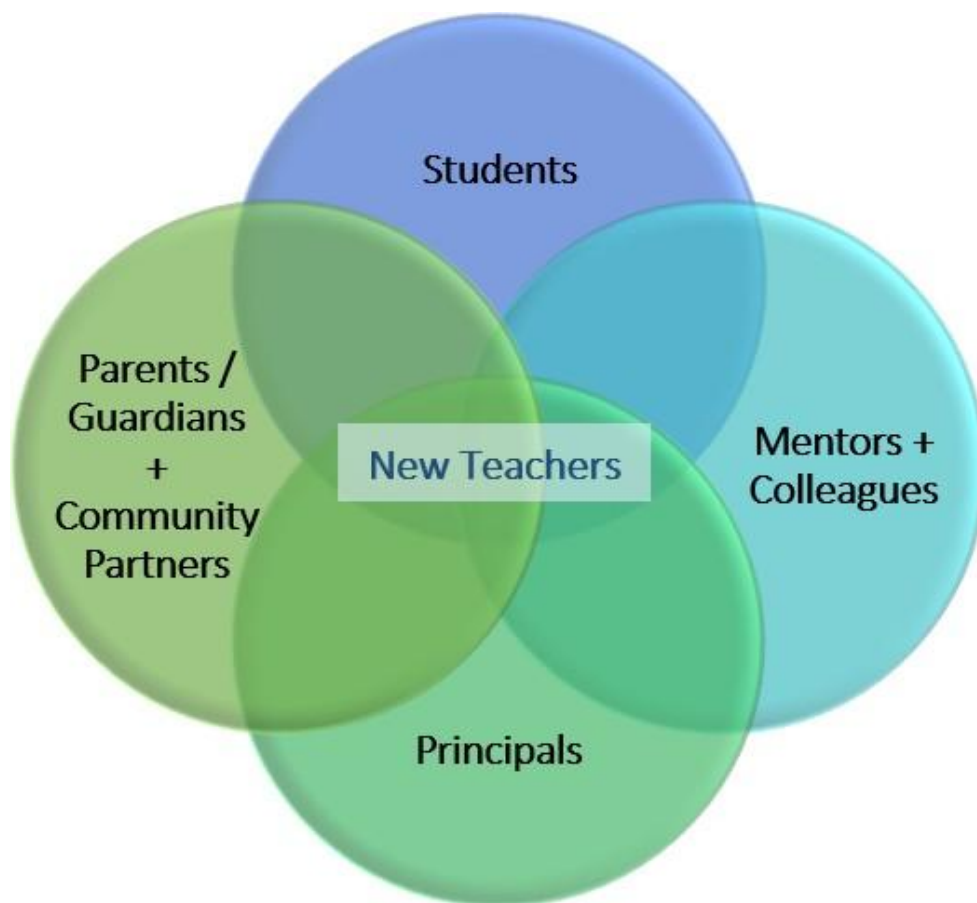 Students
Parents /
Guardians
+
Community
Partners
New Teachers
Mentors +
Colleagues
Principals